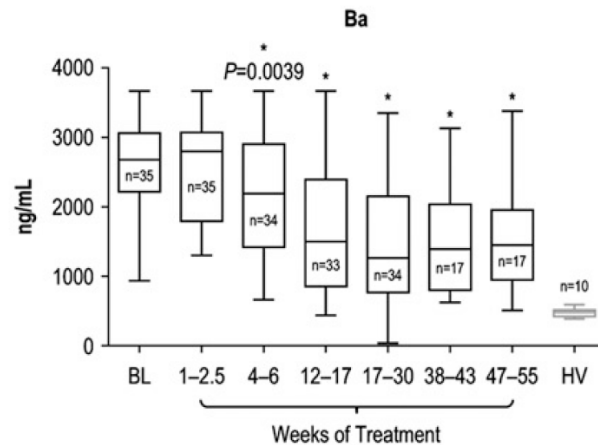 Ba
*
P=0.0039
* * * *
4000
3000
2000
1000
0
ng/mL
n=35 n=35 n=34 n=33 n=34 n=17 n=17 n=10
BL 1–2.5 4–6 12–17 17–30 38–43 47–55 HV
Weeks of Treatment